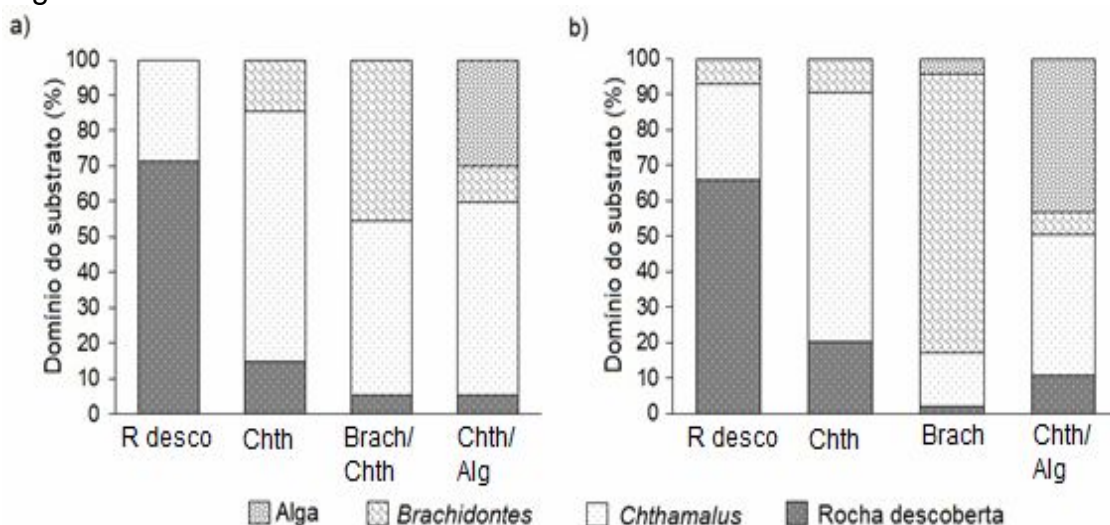 a)
Domínio do substrato (%)
100
90
80
70
60
50
40
30
20
10
0
R desco
Chth
Brach/
Chth
Chth/
Alg
b)
Domínio do substrato (%)
100
90
80
70
60
50
40
30
20
10
0
R desco
Chth
Brach
Chth/
Alg
Alga Brachidontes Chthamalus Rocha descoberta